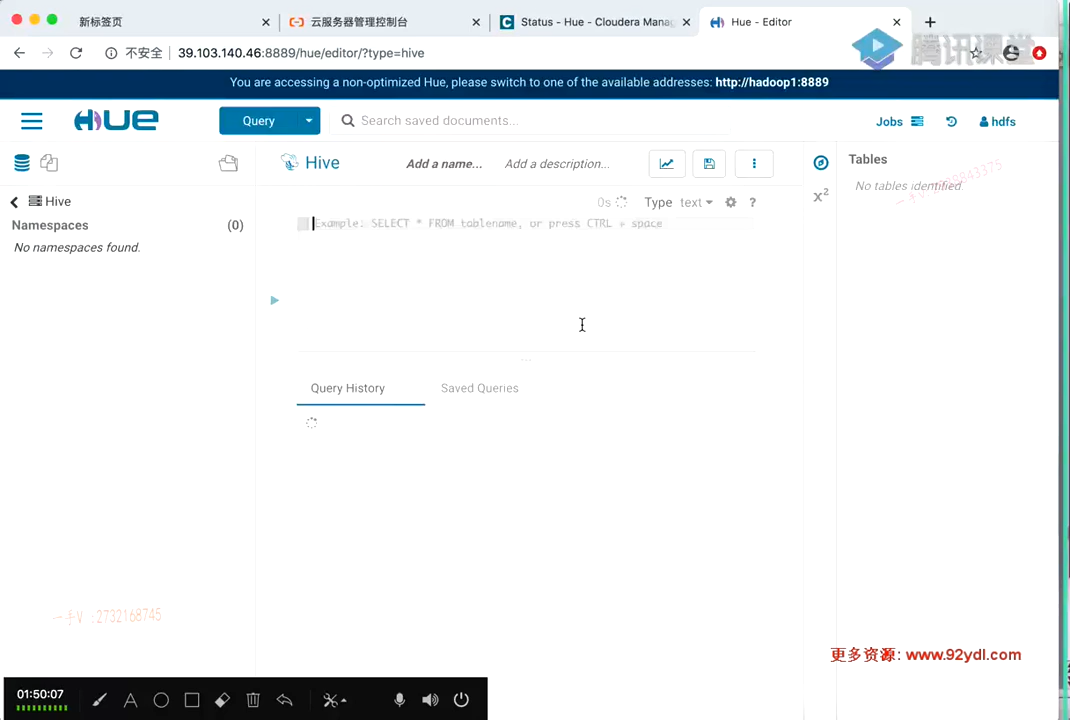 新标签页
云服务器管理控制台
Status - Hue - Cloudera Manag
Hue - Editor
不安全 39.103.140.46:8889/hue/editor/?type=hive
腾讯课堂
You are accessing a non-optimized Hue, please switch to one of the available addresses: http://hadoop1:8889
HUE
Query
Search saved documents...
Jobs
hdfs
Hive
Add a name...
Add a description...
Tables
No tables identified.
Hive
0s
Type text
?
x²
Namespaces (0)
Example: SELECT * FROM tablename, or press CTRL + space
No namespaces found.
Query History
Saved Queries
一手V :2732168745
更多资源: www.92ydl.com
01:50:07